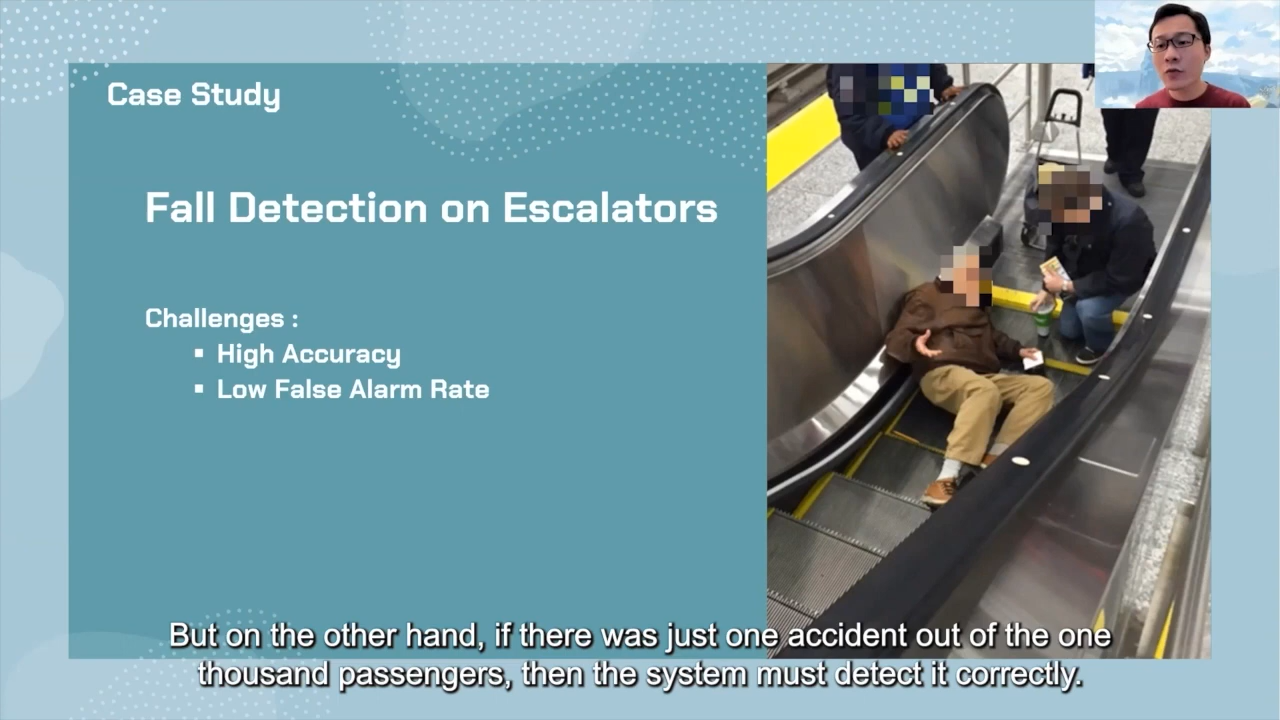 Case Study
Fall Detection on Escalators
Challenges :
▪ High Accuracy
▪ Low False Alarm Rate
But on the other hand, if there was just one accident out of the one
thousand passengers, then the system must detect it correctly.